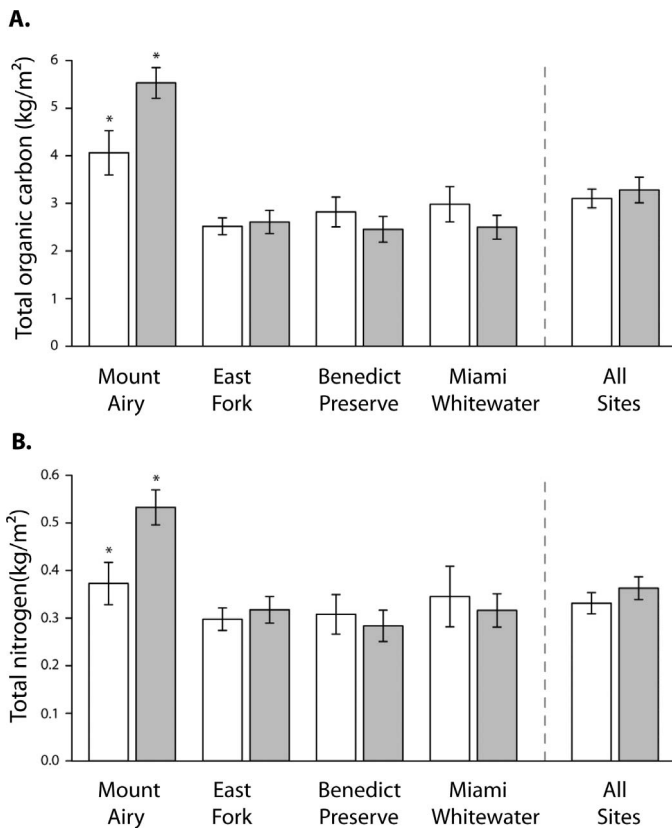 A.
Total organic carbon (kg/m²)
6
5
4
3
2
1
0
*
*
Mount
Airy
East
Fork
Benedict
Preserve
Miami
Whitewater
All
Sites
B.
Total nitrogen(kg/m²)
0.6
0.5
0.4
0.3
0.2
0.1
0.0
*
*
Mount
Airy
East
Fork
Benedict
Preserve
Miami
Whitewater
All
Sites